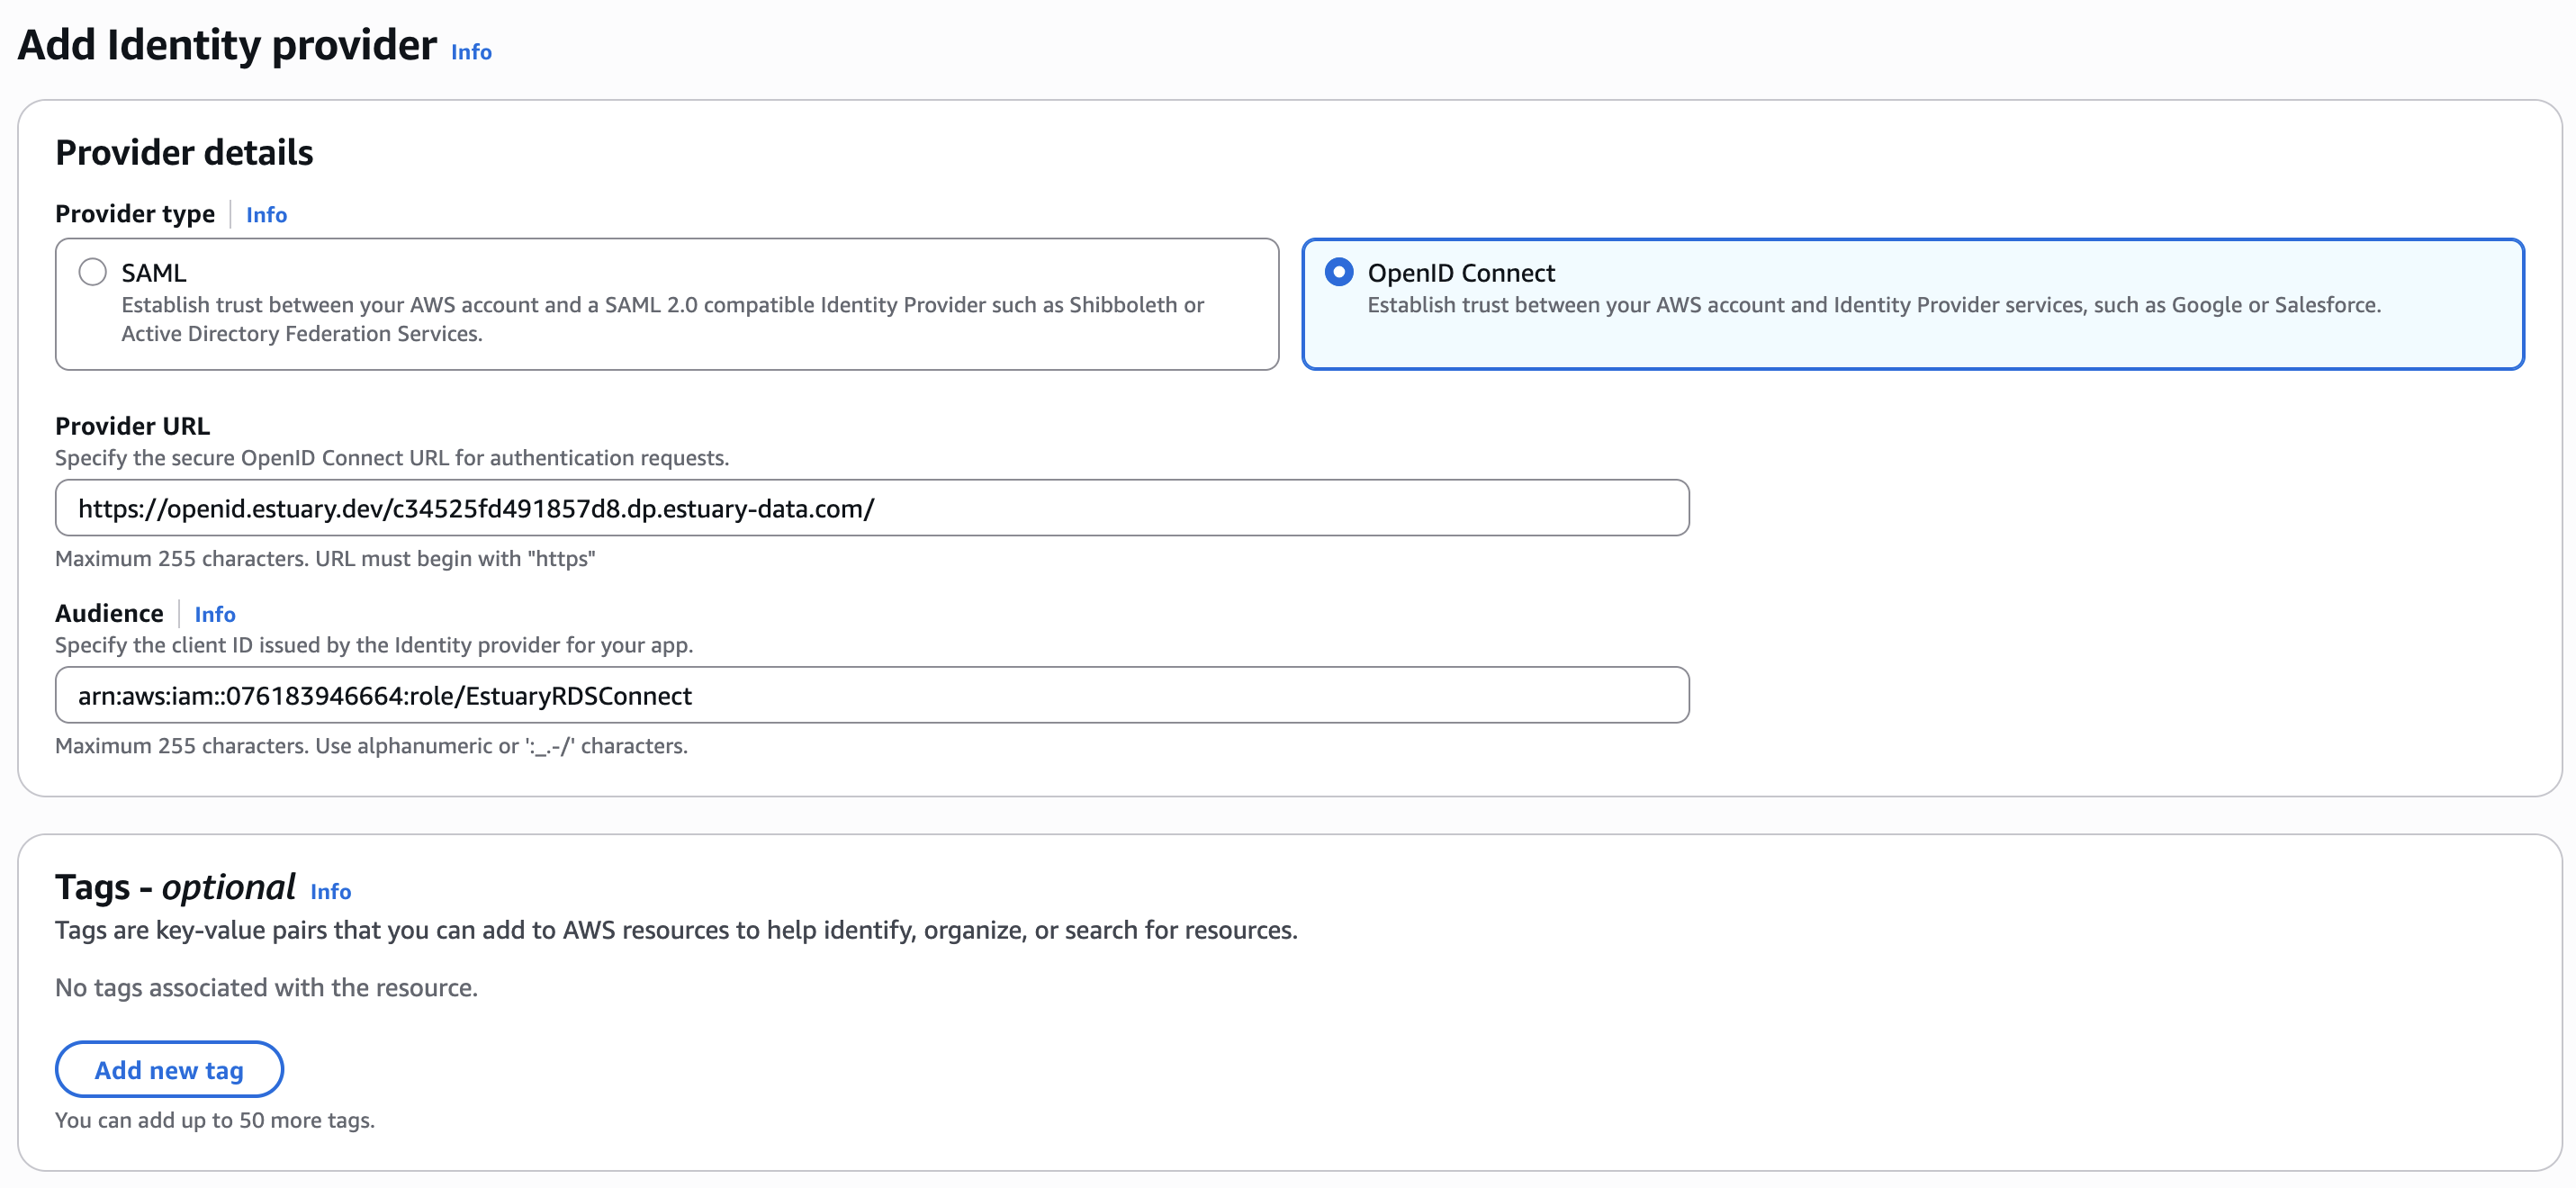 Add Identity provider Info
Provider details
Provider type Info
SAML
Establish trust between your AWS account and a SAML 2.0 compatible Identity Provider such as Shibboleth or
Active Directory Federation Services.
OpenID Connect
Establish trust between your AWS account and Identity Provider services, such as Google or Salesforce.
Provider URL
Specify the secure OpenID Connect URL for authentication requests.
https://openid.estuary.dev/c34525fd491857d8.dp.estuary-data.com/
Maximum 255 characters. URL must begin with "https"
Audience Info
Specify the client ID issued by the Identity provider for your app.
arn:aws:iam::076183946664:role/EstuaryRDSConnect
Maximum 255 characters. Use alphanumeric or ':_.-/' characters.
Tags - optional Info
Tags are key-value pairs that you can add to AWS resources to help identify, organize, or search for resources.
No tags associated with the resource.
Add new tag
You can add up to 50 more tags.